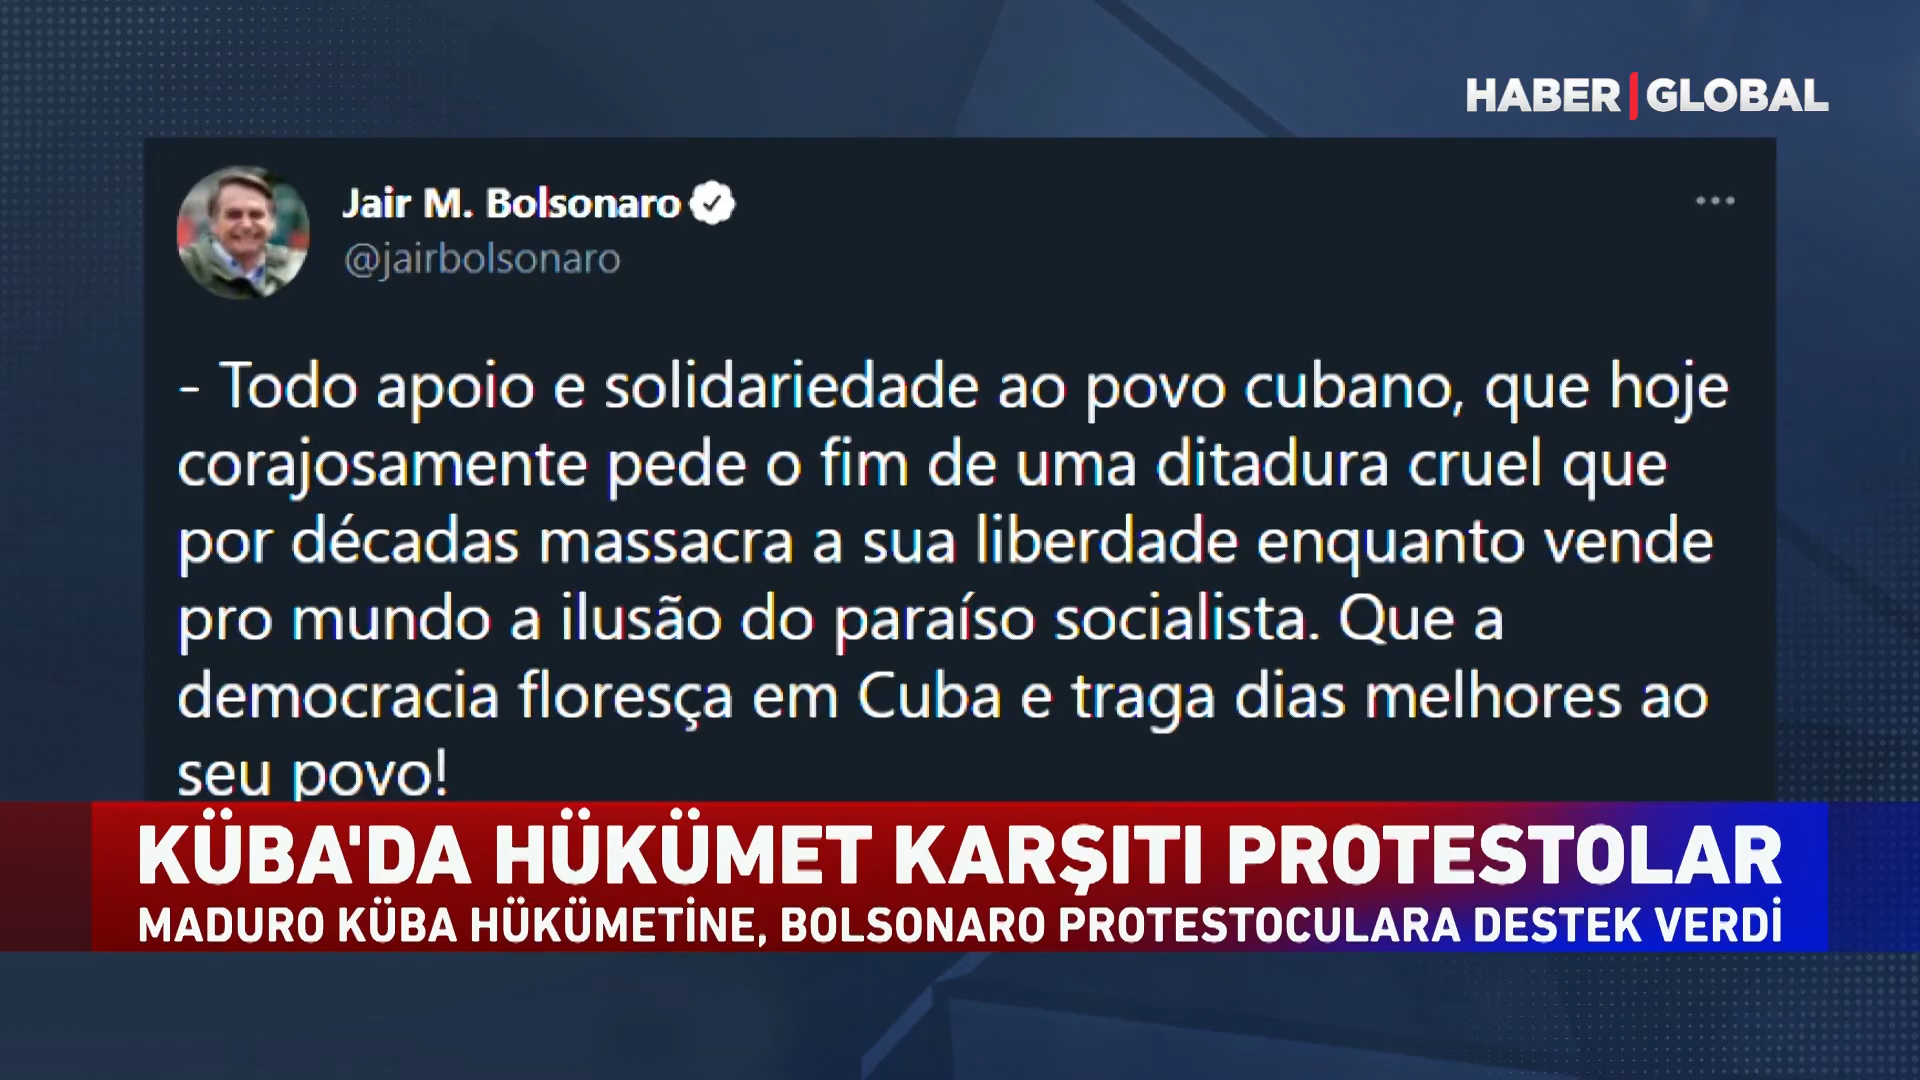 HABER GLOBAL
Jair M. Bolsonaro
@jairbolsonaro
- Todo apoio e solidariedade ao povo cubano, que hoje
corajosamente pede o fim de uma ditadura cruel que
por décadas massacra a sua liberdade enquanto vende
pro mundo a ilusão do paraíso socialista. Que a
democracia floresça em Cuba e traga dias melhores ao
seu povo!
KÜBA'DA HÜKÜMET KARŞITI PROTESTOLAR
MADURO KÜBA HÜKÜMETİNE, BOLSONARO PROTESTOCULARA DESTEK VERDİ